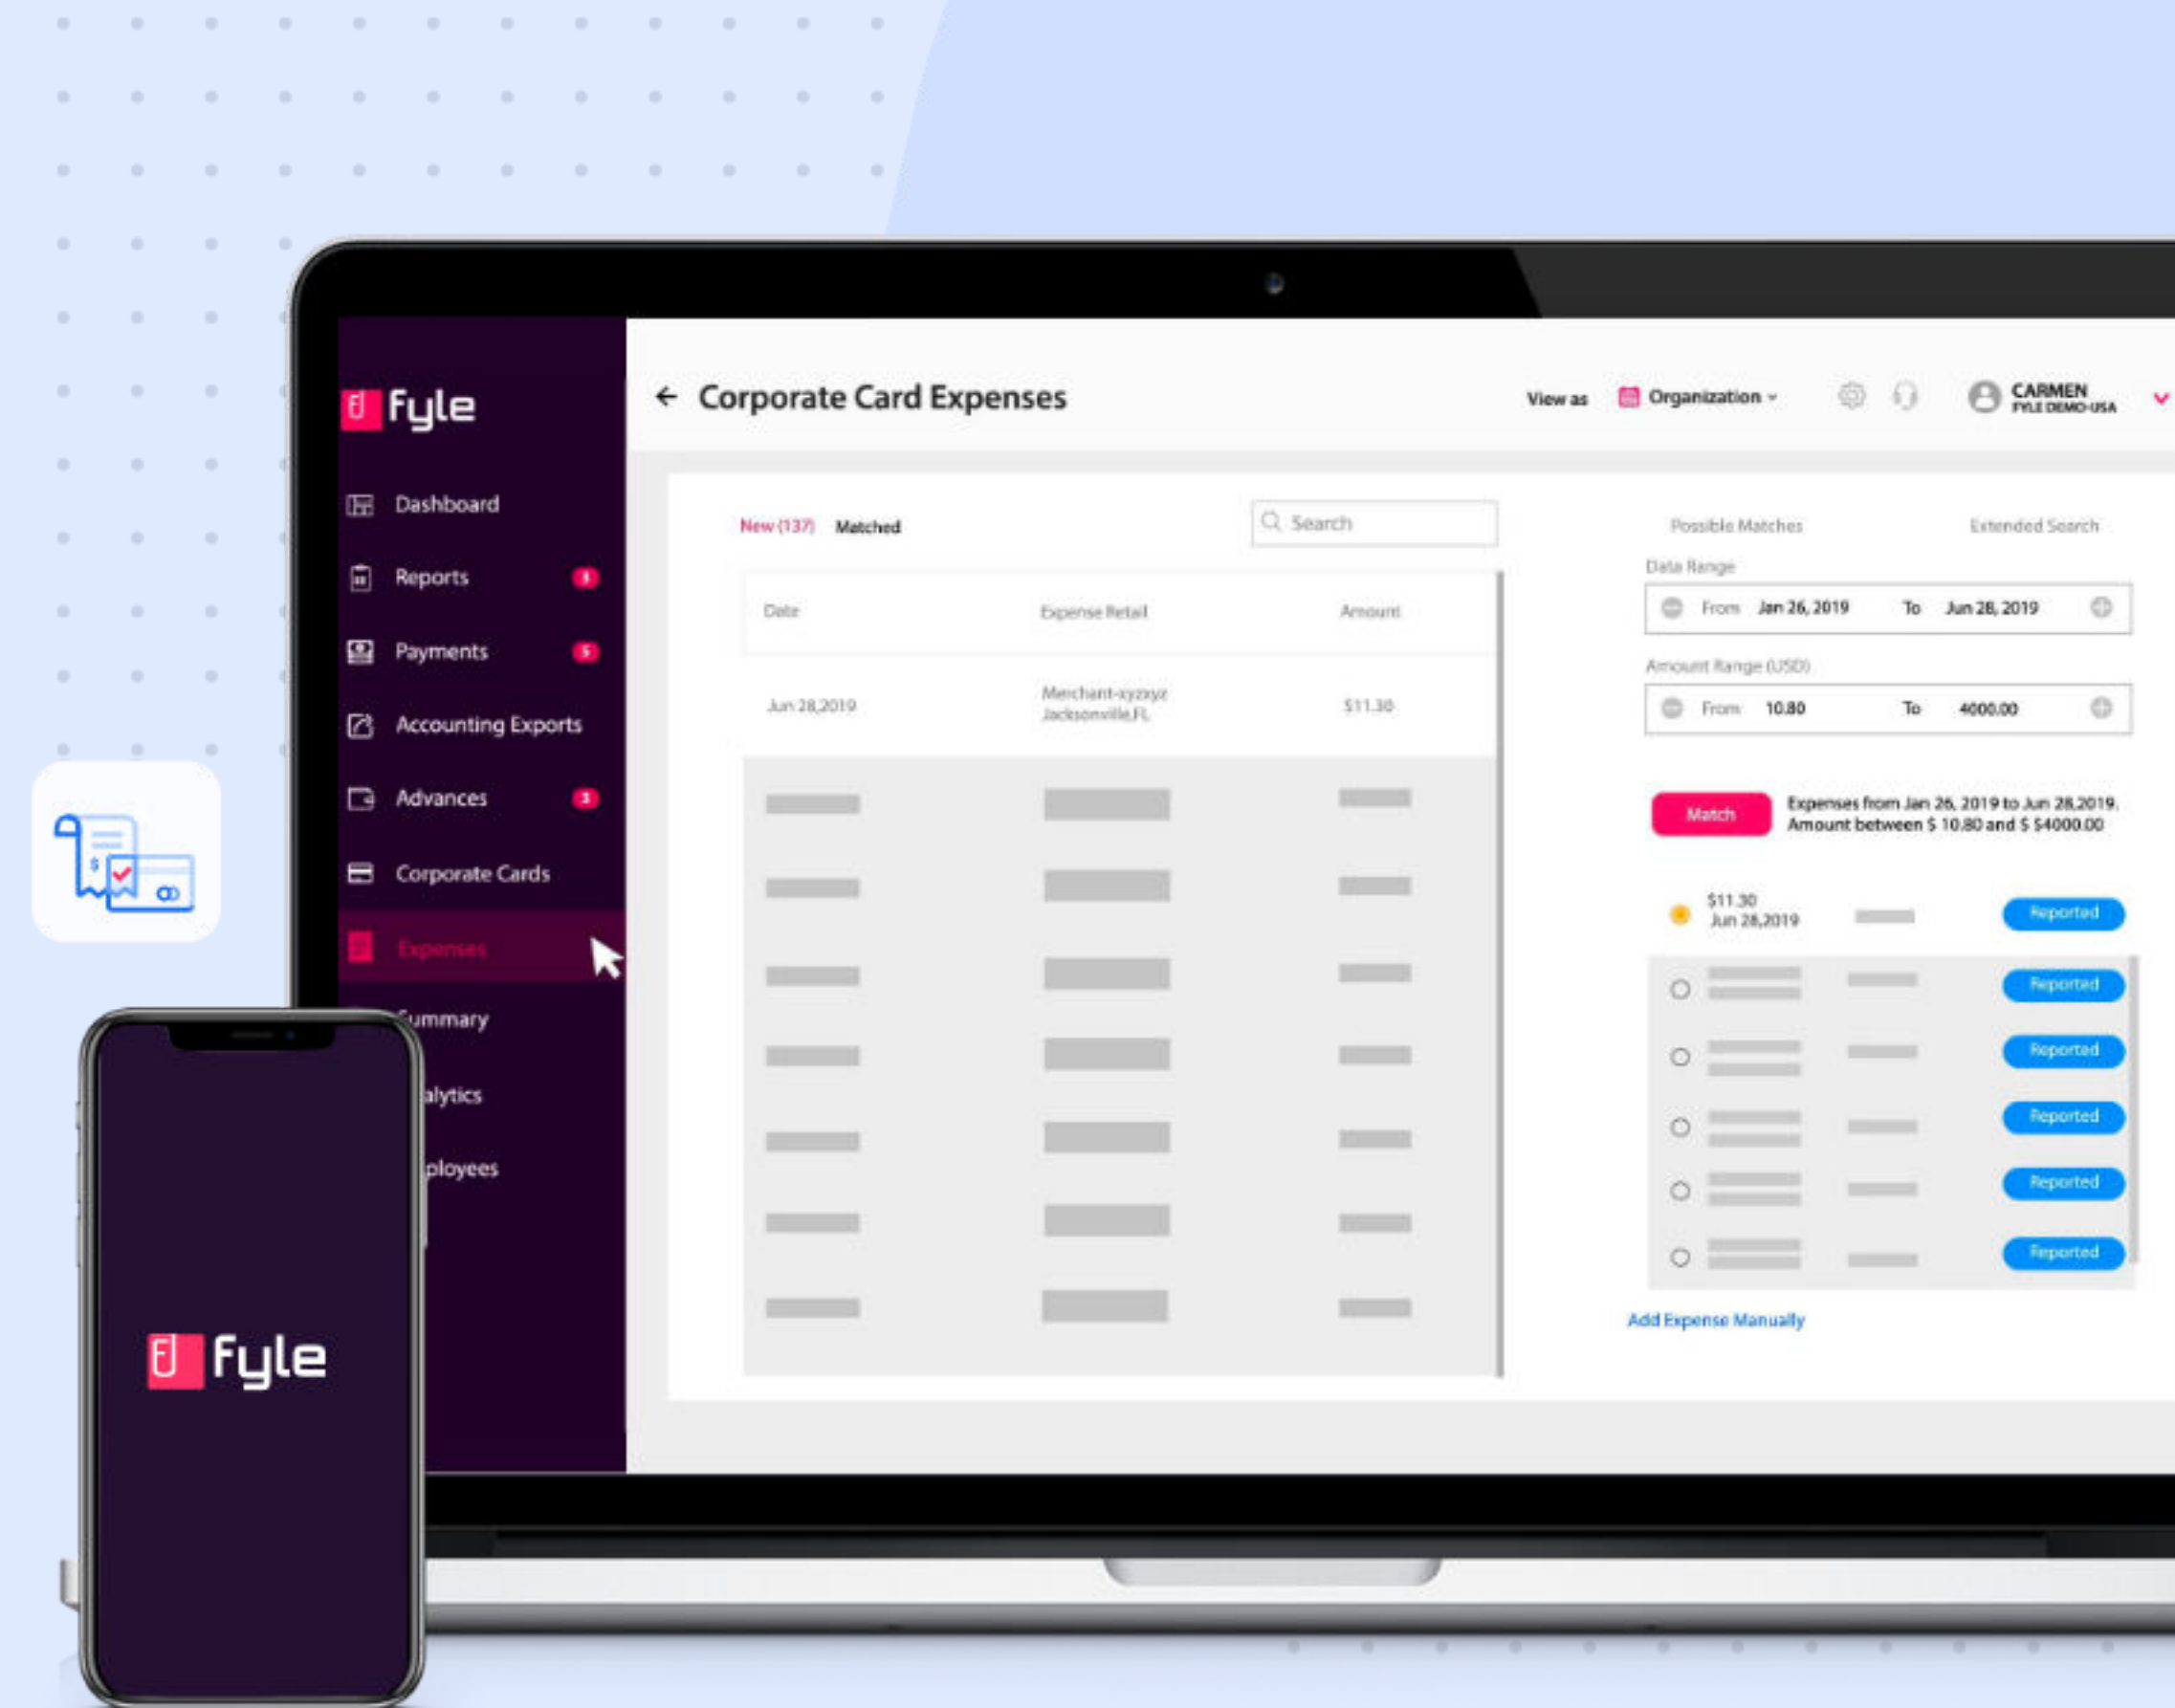 fyle
Corporate Card Expenses
View as
Organization
CARMEN
FYLE DEMO-USA
Dashboard
Reports
3
Payments
5
Accounting Exports
Advances
3
Corporate Cards
Expenses
Summary
alytics
ployees
New (137)
Matched
Search
Date
Expense Retail
Amount
Jun 28,2019
Merchant-xyzxyz
Jacksonville,FL
$11.30
Possible Matches
Extended Search
Data Range
From Jan 26, 2019 To Jun 28, 2019
Amount Range (USD)
From 10.80 To 4000.00
Match
Expenses from Jan 26, 2019 to Jun 28,2019.
Amount between $ 10.80 and $ $4000.00
$11.30
Jun 28,2019
Reported
Reported
Reported
Reported
Reported
Reported
Add Expense Manually
$
fyle